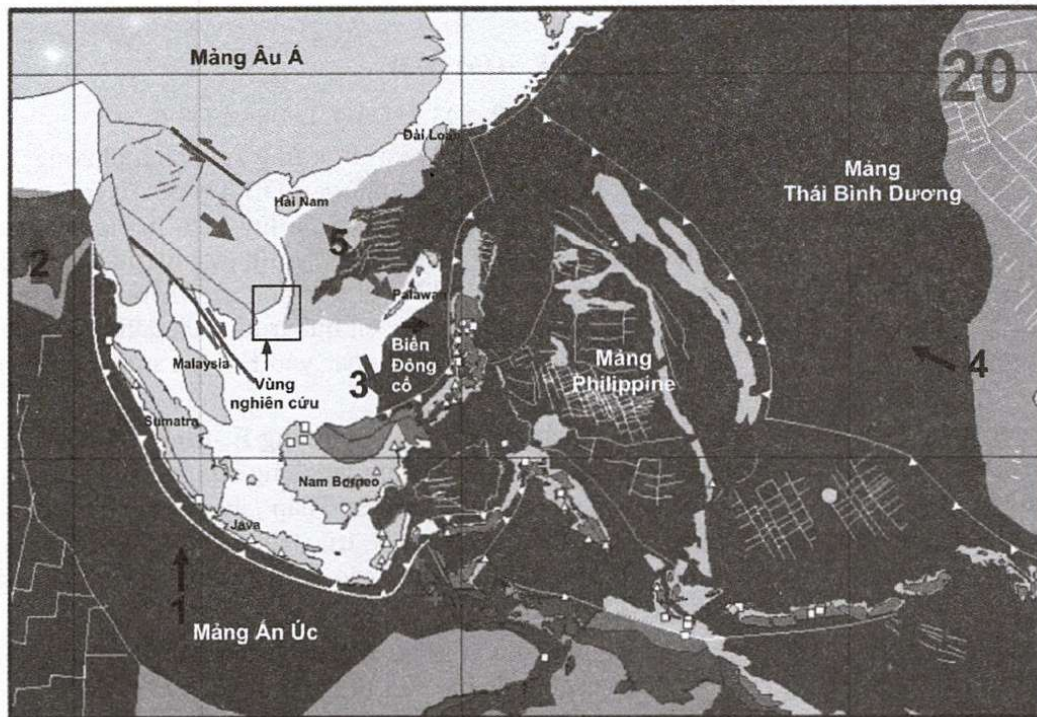 Mảng Âu Á
20
Đài Loan
Mảng
Thái Bình Dương
Hải Nam
2
5
Palawan
Malaysia
Vùng
nghiên cứu
3
Biển
Đông
cổ
Mảng
Philippine
4
Sumatra
Nam Borneo
Java
1
Mảng Ấn Úc